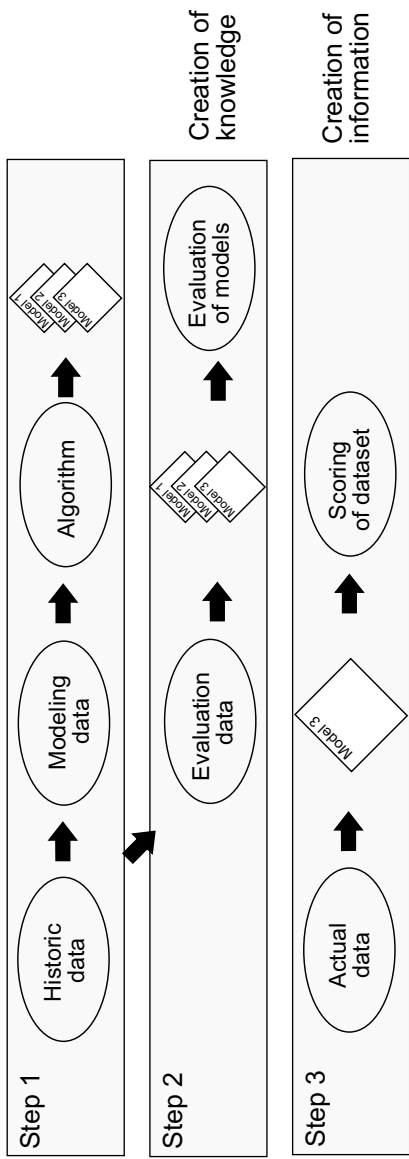 Step 1
Historic
data
Modeling
data
Algorithm
Model 1
Model 2
Model 3
Step 2
Evaluation
data
Model 1
Model 2
Model 3
Evaluation
of models
Creation of
knowledge
Step 3
Actual
data
Model 3
Scoring
of dataset
Creation of
information